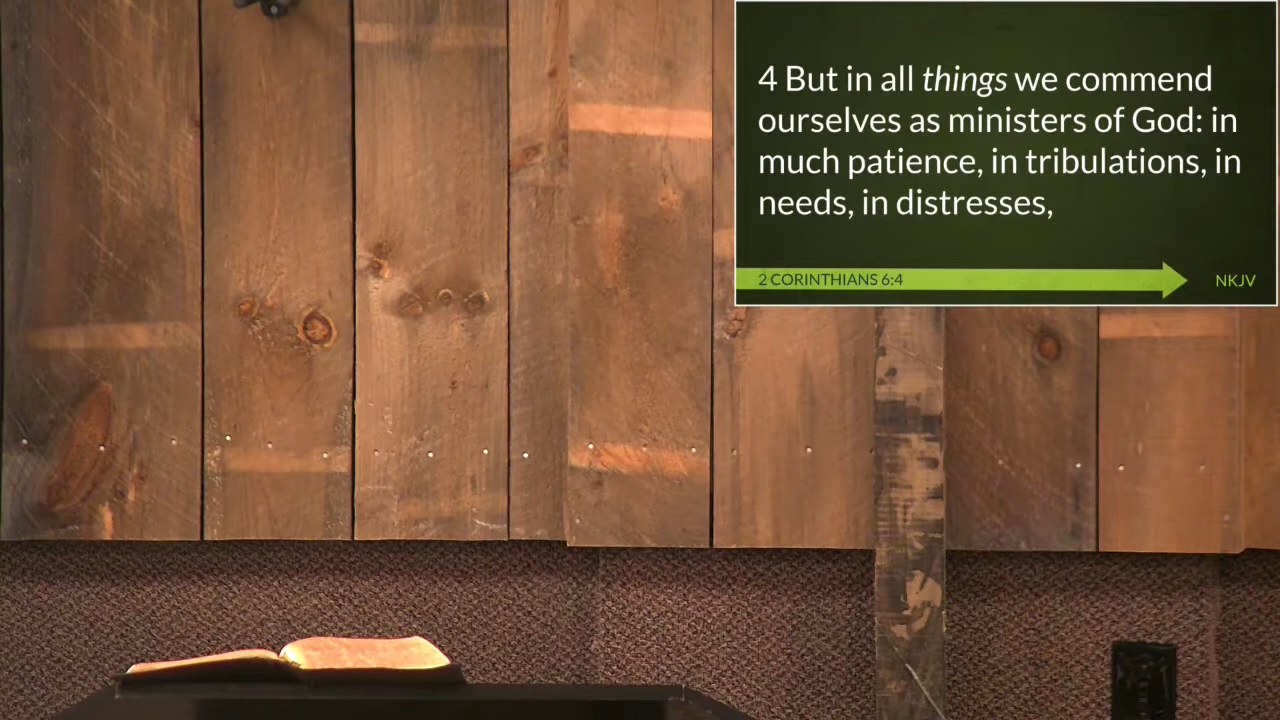 4 But in all things we commend
ourselves as ministers of God: in
much patience, in tribulations, in
needs, in distresses,
2 CORINTHIANS 6:4
NKJV